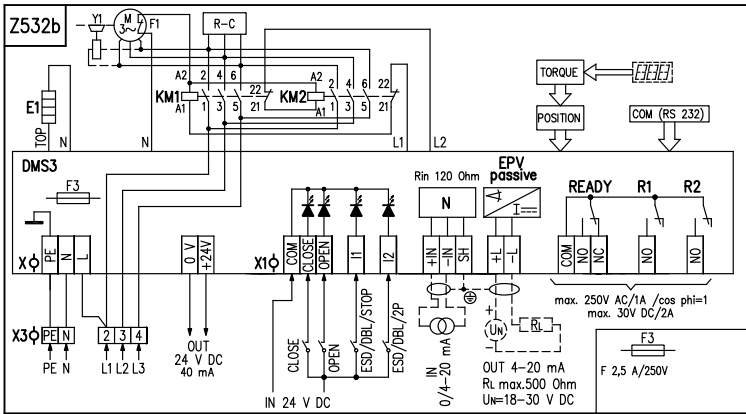 Z532b
Y1
M
3~
F1
R-C
E1
TOP
N
N
KM1
A2
A1
2 4 6
1 3 5
22
21
KM2
A2
A1
2 4 6
1 3 5
22
21
L1
L2
TORQUE
POSITION
COM (RS 232)
DMS3
F3
Rin 120 Ohm
N
EPV
passive
I
READY
R1
R2
X
PE
N
L
0 V
+24V
X1
COM
CLOSE
OPEN
I1
I2
+IN
-IN
SH
+L
-L
COM
NO
NC
NO
NO
max. 250V AC/1A /cos phi=1
max. 30V DC/2A
X3
PE N
2 3 4
PE N
L1 L2 L3
OUT
24 V DC
40 mA
CLOSE
OPEN
ESD/DBL/STOP
ESD/DBL/2P
IN 24 V DC
IN
0/4-20 mA
+
UN
-
RL
OUT 4-20 mA
RL max.500 Ohm
UN=18-30 V DC
F3
F 2,5 A/250V